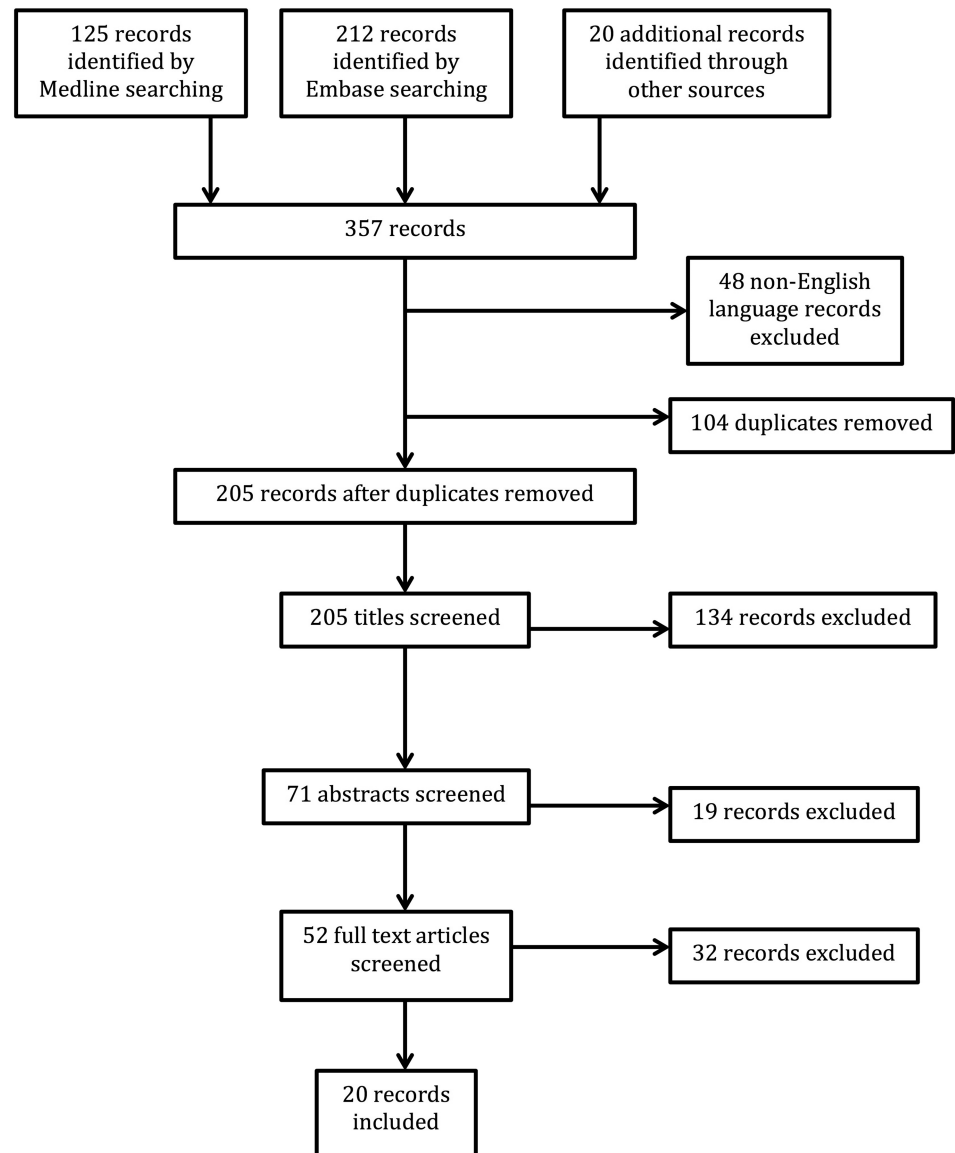 125 records
identified by
Medline searching
212 records
identified by
Embase searching
20 additional records
identified through
other sources
357 records
48 non-English
language records
excluded
104 duplicates removed
205 records after duplicates removed
205 titles screened
134 records excluded
71 abstracts screened
19 records excluded
52 full text articles
screened
32 records excluded
20 records
included